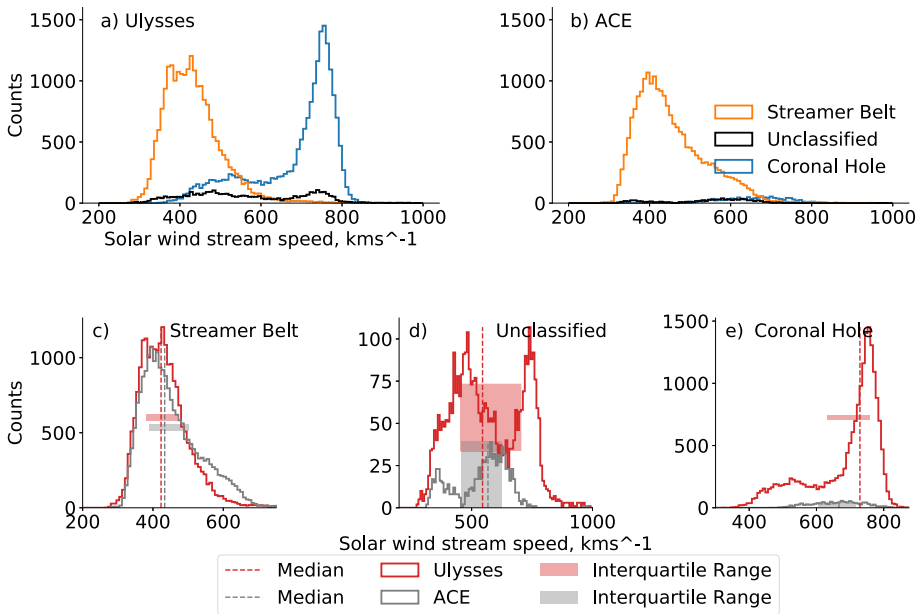 a) Ulysses
b) ACE
1500
1000
500
0
Counts
200 400 600 800 1000
Solar wind stream speed, kms^-1
1500
1000
500
0
200 400 600 800 1000
Streamer Belt
Unclassified
Coronal Hole
c) Streamer Belt
d) Unclassified
e) Coronal Hole
Counts
1000
500
0
200 400 600
100
75
50
25
0
500 1000
1500
1000
500
0
400 600 800
Solar wind stream speed, kms^-1
Median Ulysses Interquartile Range
Median ACE Interquartile Range